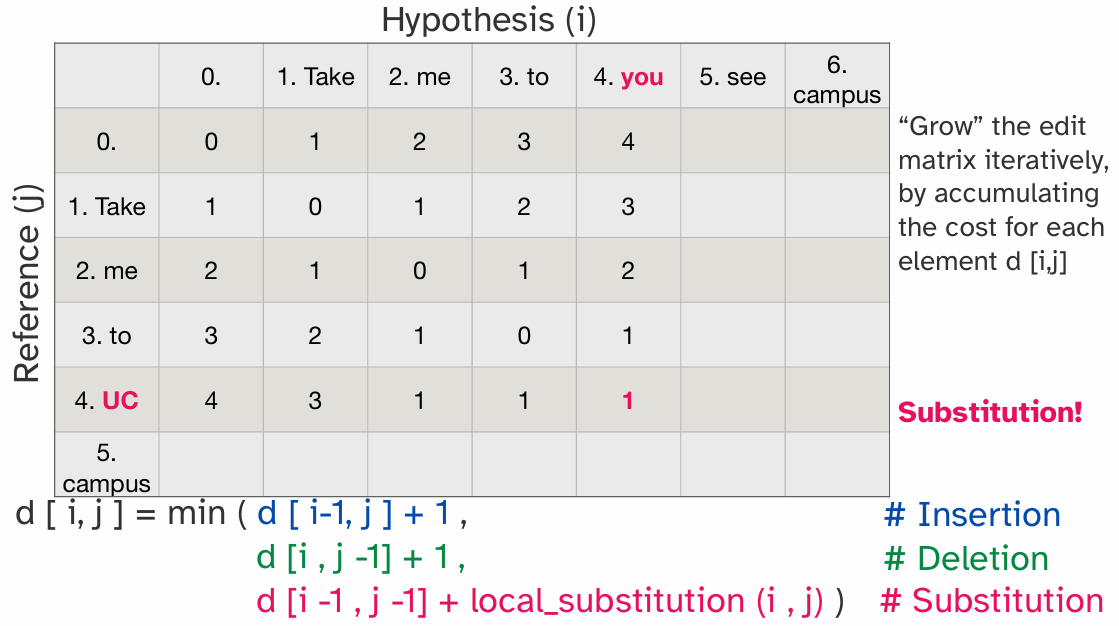 Hypothesis (i)
0. 1. Take 2. me 3. to 4. you 5. see 6. campus
0. 0 1 2 3 4
1. Take 1 0 1 2 3
2. me 2 1 0 1 2
3. to 3 2 1 0 1
4. UC 4 3 1 1 1
5. campus
Reference (j)
“Grow” the edit
matrix iteratively,
by accumulating
the cost for each
element d [i,j]
Substitution!
d [ i, j ] = min ( d [ i-1, j ] + 1 , # Insertion
d [i , j -1] + 1 , # Deletion
d [i -1 , j -1] + local_substitution (i , j) ) # Substitution